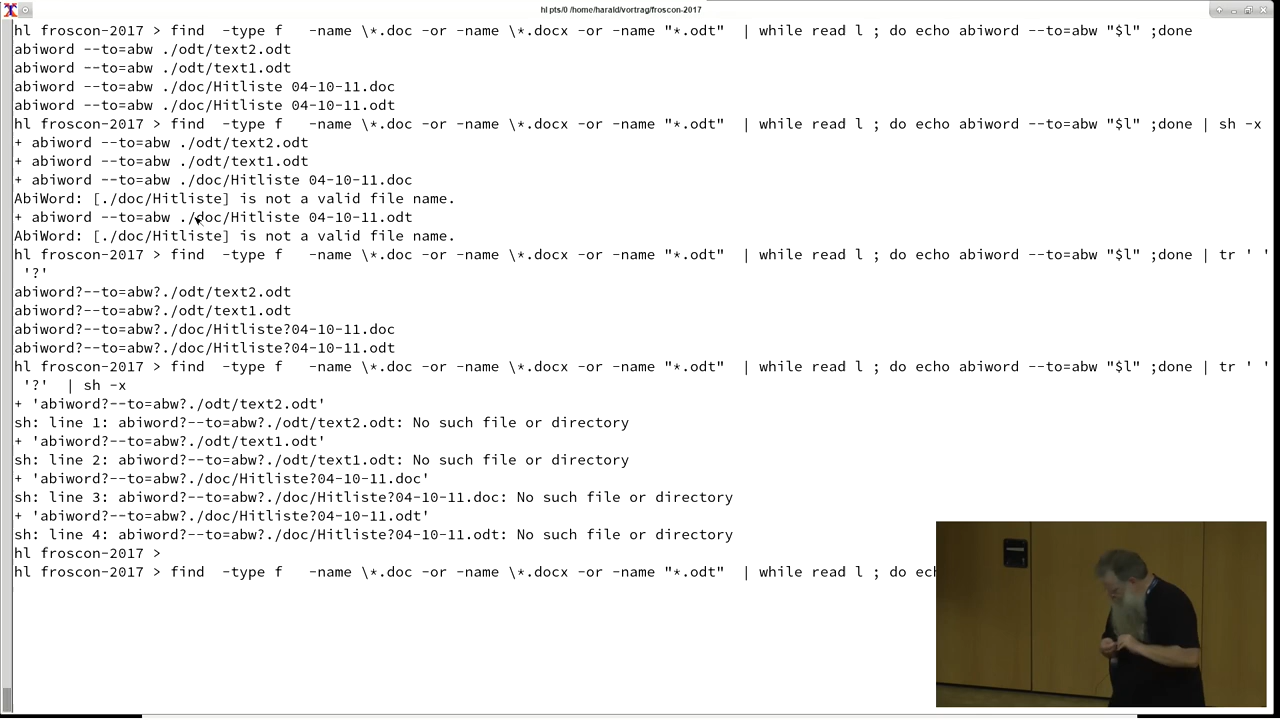 hl pts/0 /home/harald/vortrag/froscon-2017
hl froscon-2017 > find  -type f   -name \*.doc -or -name \*.docx -or -name "*.odt"  | while read l ; do echo abiword --to=abw "$l" ;done
abiword --to=abw ./odt/text2.odt
abiword --to=abw ./odt/text1.odt
abiword --to=abw ./doc/Hitliste 04-10-11.doc
abiword --to=abw ./doc/Hitliste 04-10-11.odt
hl froscon-2017 > find  -type f   -name \*.doc -or -name \*.docx -or -name "*.odt"  | while read l ; do echo abiword --to=abw "$l" ;done | sh -x
+ abiword --to=abw ./odt/text2.odt
+ abiword --to=abw ./odt/text1.odt
+ abiword --to=abw ./doc/Hitliste 04-10-11.doc
AbiWord: [./doc/Hitliste] is not a valid file name.
+ abiword --to=abw ./doc/Hitliste 04-10-11.odt
AbiWord: [./doc/Hitliste] is not a valid file name.
hl froscon-2017 > find  -type f   -name \*.doc -or -name \*.docx -or -name "*.odt"  | while read l ; do echo abiword --to=abw "$l" ;done | tr ' '
 '?'
abiword?--to=abw?./odt/text2.odt
abiword?--to=abw?./odt/text1.odt
abiword?--to=abw?./doc/Hitliste?04-10-11.doc
abiword?--to=abw?./doc/Hitliste?04-10-11.odt
hl froscon-2017 > find  -type f   -name \*.doc -or -name \*.docx -or -name "*.odt"  | while read l ; do echo abiword --to=abw "$l" ;done | tr ' '
 '?'  | sh -x
+ 'abiword?--to=abw?./odt/text2.odt'
sh: line 1: abiword?--to=abw?./odt/text2.odt: No such file or directory
+ 'abiword?--to=abw?./odt/text1.odt'
sh: line 2: abiword?--to=abw?./odt/text1.odt: No such file or directory
+ 'abiword?--to=abw?./doc/Hitliste?04-10-11.doc'
sh: line 3: abiword?--to=abw?./doc/Hitliste?04-10-11.doc: No such file or directory
+ 'abiword?--to=abw?./doc/Hitliste?04-10-11.odt'
sh: line 4: abiword?--to=abw?./doc/Hitliste?04-10-11.odt: No such file or directory
hl froscon-2017 >
hl froscon-2017 > find  -type f   -name \*.doc -or -name \*.docx -or -name "*.odt"  | while read l ; do